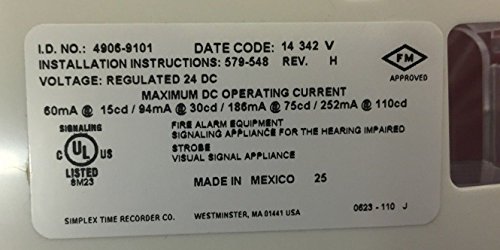 I.D. NO.: 4906-9101 DATE CODE: 14 342 V
INSTALLATION INSTRUCTIONS: 579-548 REV. H
VOLTAGE: REGULATED 24 DC
FM
APPROVED
MAXIMUM DC OPERATING CURRENT
60mA @ 15cd / 94mA @ 30cd / 186mA @ 75cd / 252mA @ 110cd
SIGNALING
C UL US
LISTED
8M23
FIRE ALARM EQUIPMENT
SIGNALING APPLIANCE FOR THE HEARING IMPAIRED
STROBE
VISUAL SIGNAL APPLIANCE
MADE IN MEXICO 25
SIMPLEX TIME RECORDER CO. WESTMINSTER, MA 01441 USA 0623 - 110 J